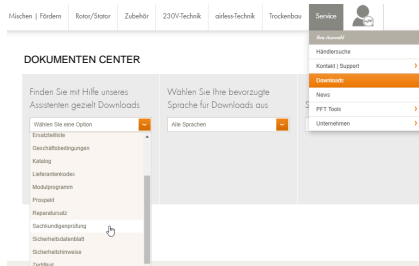 Mischen | Fördern
Rotor/Stator
Zubehör
230V-Technik
airless-Technik
Trockenbau
Service
Ihre Auswahl
Händlersuche
Kontakt | Support
Downloads
News
PFT Tools
Unternehmen
DOKUMENTEN CENTER
Finden Sie mit Hilfe unseres
Assistenten gezielt Downloads
Wählen Sie eine Option
Ersatzteilliste
Geschäftsbedingungen
Katalog
Lieferantenkodex
Modulprogramm
Prospekt
Reparatursatz
Sachkundigenprüfung
Sicherheitsdatenblatt
Sicherheitshinweise
Zertifikat
Wählen Sie Ihre bevorzugte
Sprache für Downloads aus
Alle Sprachen
S